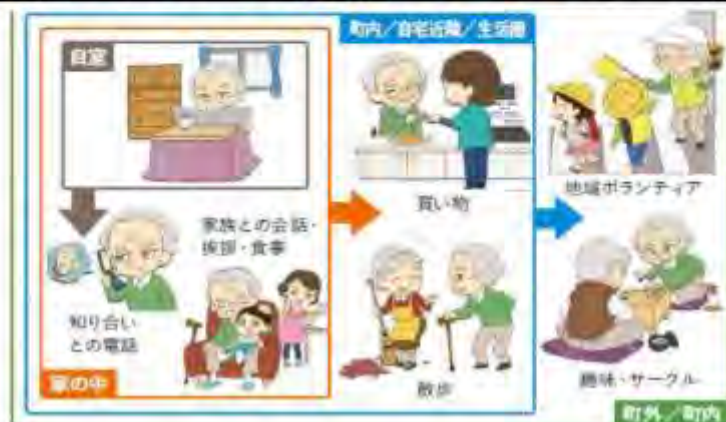 自室
知り合い
との電話
家族との会話・
挨拶・食事
家の中
町内／自宅近隣／生活圏
買い物
散歩
地域ボランティア
趣味・サークル
町外／町内